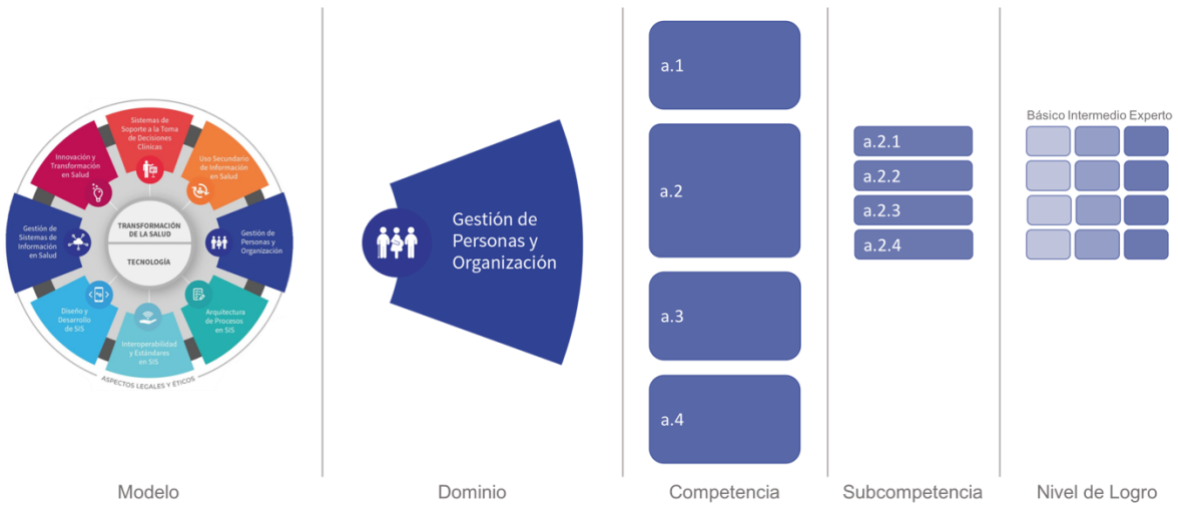 Sistemas de
Soporte a la Toma
de Decisiones
Clínicas
Uso Secundario
de Información
en Salud
Gestión de
Personas y
Organización
Arquitectura
de Procesos
en SIS
Interoperabilidad
y Estándares
en SIS
Diseño y
Desarrollo
de SIS
Gestión de
Sistemas de
Información
en Salud
Innovación y
Transformación
en Salud
TRANSFORMACIÓN
DE LA SALUD
TECNOLOGÍA
ASPECTOS LEGALES Y ÉTICOS
Modelo
Gestión de
Personas y
Organización
Dominio
a.1
a.2
a.3
a.4
Competencia
a.2.1
a.2.2
a.2.3
a.2.4
Subcompetencia
Básico Intermedio Experto
Nivel de Logro